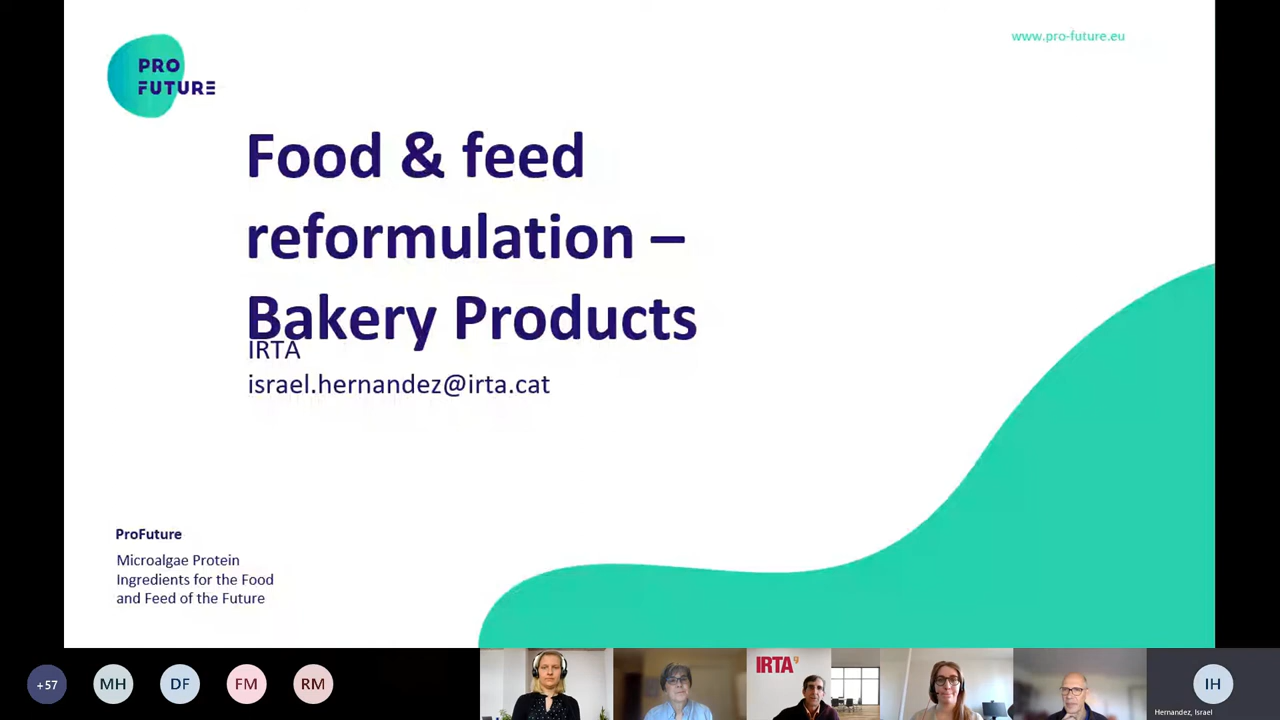 www.pro-future.eu
PRO
FUTURE
Food & feed
reformulation –
Bakery Products
IRTA
israel.hernandez@irta.cat
ProFuture
Microalgae Protein
Ingredients for the Food
and Feed of the Future
+57
MH
DF
FM
RM
IRTA
IH
Hernandez, Israel